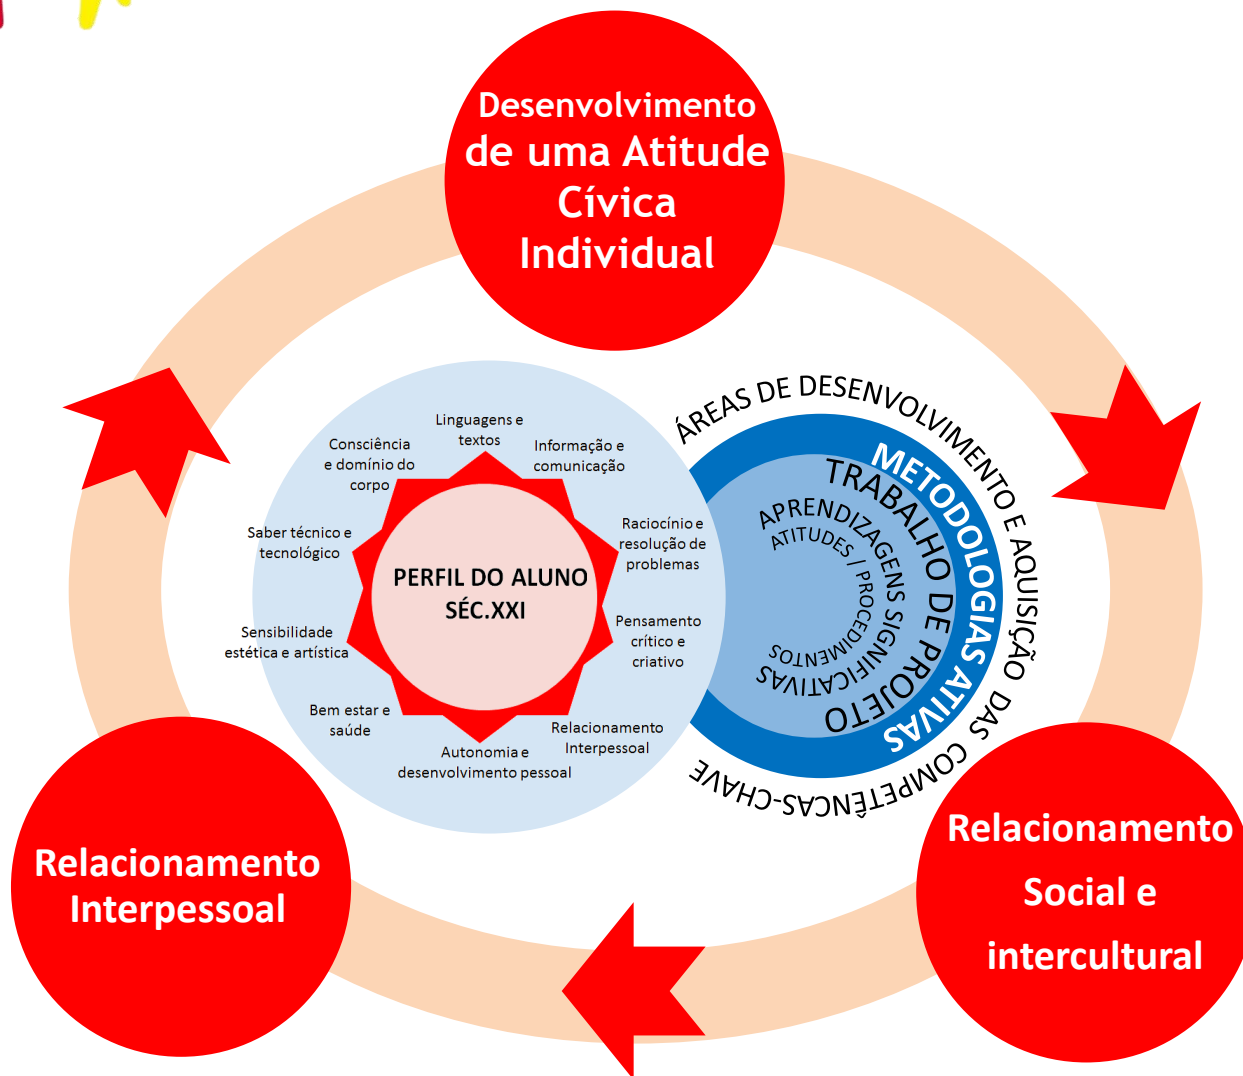 Desenvolvimento
de uma Atitude
Cívica
Individual
Linguagens e
textos
Informação e
comunicação
Consciência
e domínio do
corpo
Raciocínio e
resolução de
problemas
Saber técnico e
tecnológico
PERFIL DO ALUNO
SÉC.XXI
Pensamento
crítico e
criativo
Sensibilidade
estética e artística
Bem estar e
saúde
Relacionamento
Interpessoal
Autonomia e
desenvolvimento pessoal
ÁREAS DE DESENVOLVIMENTO E AQUISIÇÃO DAS COMPETÊNCAS-CHAVE
METODOLOGIAS ATIVAS
TRABALHO DE PROJETO
APRENDIZAGENS SIGNIFICATIVAS
ATITUDES / PROCEDIMENTOS
Relacionamento
Interpessoal
Relacionamento
Social e
intercultural